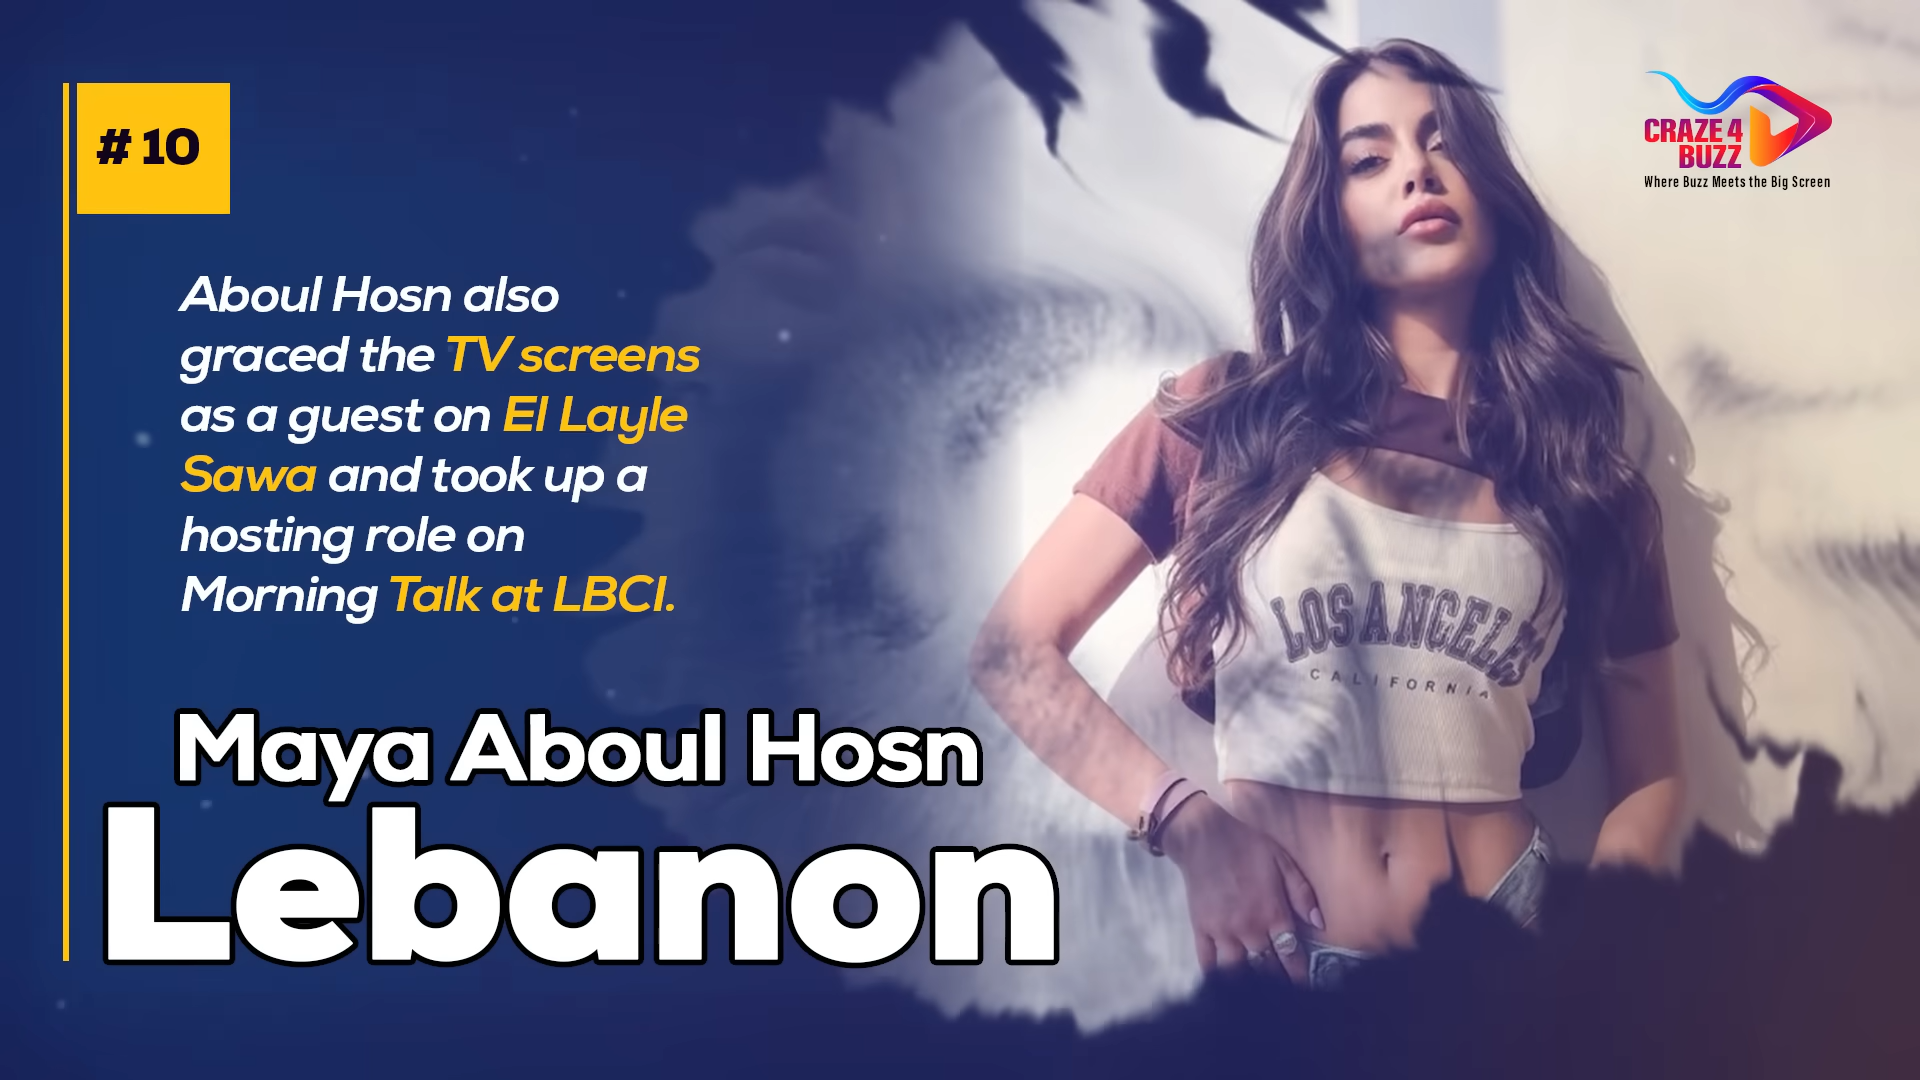 # 10
CRAZE 4
BUZZ
Where Buzz Meets the Big Screen
Aboul Hosn also
graced the TV screens
as a guest on El Layle
Sawa and took up a
hosting role on
Morning Talk at LBCI.
LOS ANGELES
CALIFORNIA
Maya Aboul Hosn
Lebanon